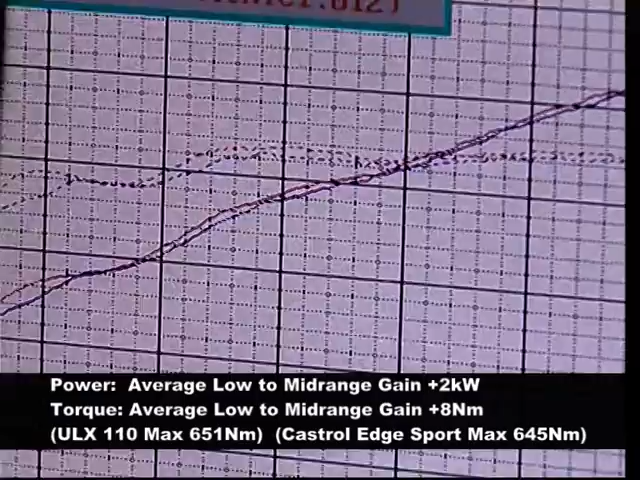 Power:  Average Low to Midrange Gain +2kW
Torque: Average Low to Midrange Gain +8Nm
(ULX 110 Max 651Nm)  (Castrol Edge Sport Max 645Nm)